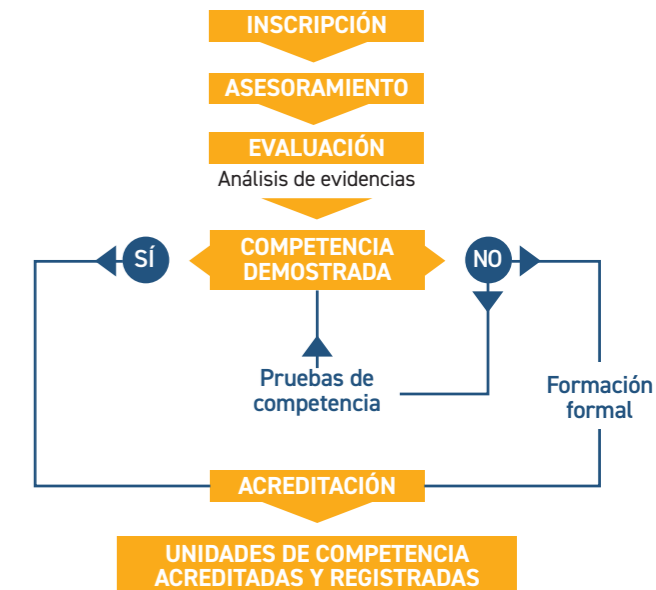 INSCRIPCIÓN
ASESORAMIENTO
EVALUACIÓN
Análisis de evidencias
SÍ
COMPETENCIA
DEMOSTRADA
NO
Pruebas de
competencia
Formación
formal
ACREDITACIÓN
UNIDADES DE COMPETENCIA
ACREDITADAS Y REGISTRADAS